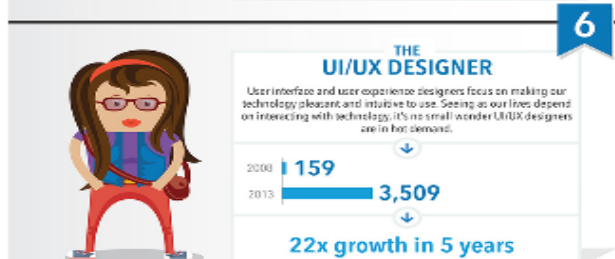 6
THE
UI/UX DESIGNER
User interface and user experience designers focus on making our
technology pleasant and intuitive to use. Seeing as our lives depend
on interacting with technology, it's no small wonder UI/UX designers
are in hot demand.
2008 159
2013 3,509
22x growth in 5 years